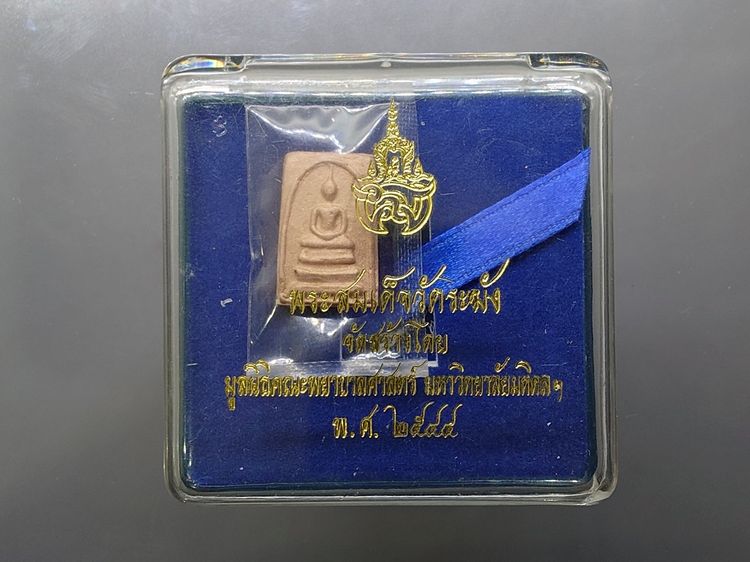 พระสมเด็จวัดระฆัง
จัดสร้างโดย
มูลนิธิคณะพยาบาลศาสตร์ มหาวิทยาลัยมหิดลฯ
พ.ศ. ๒๕๔๔